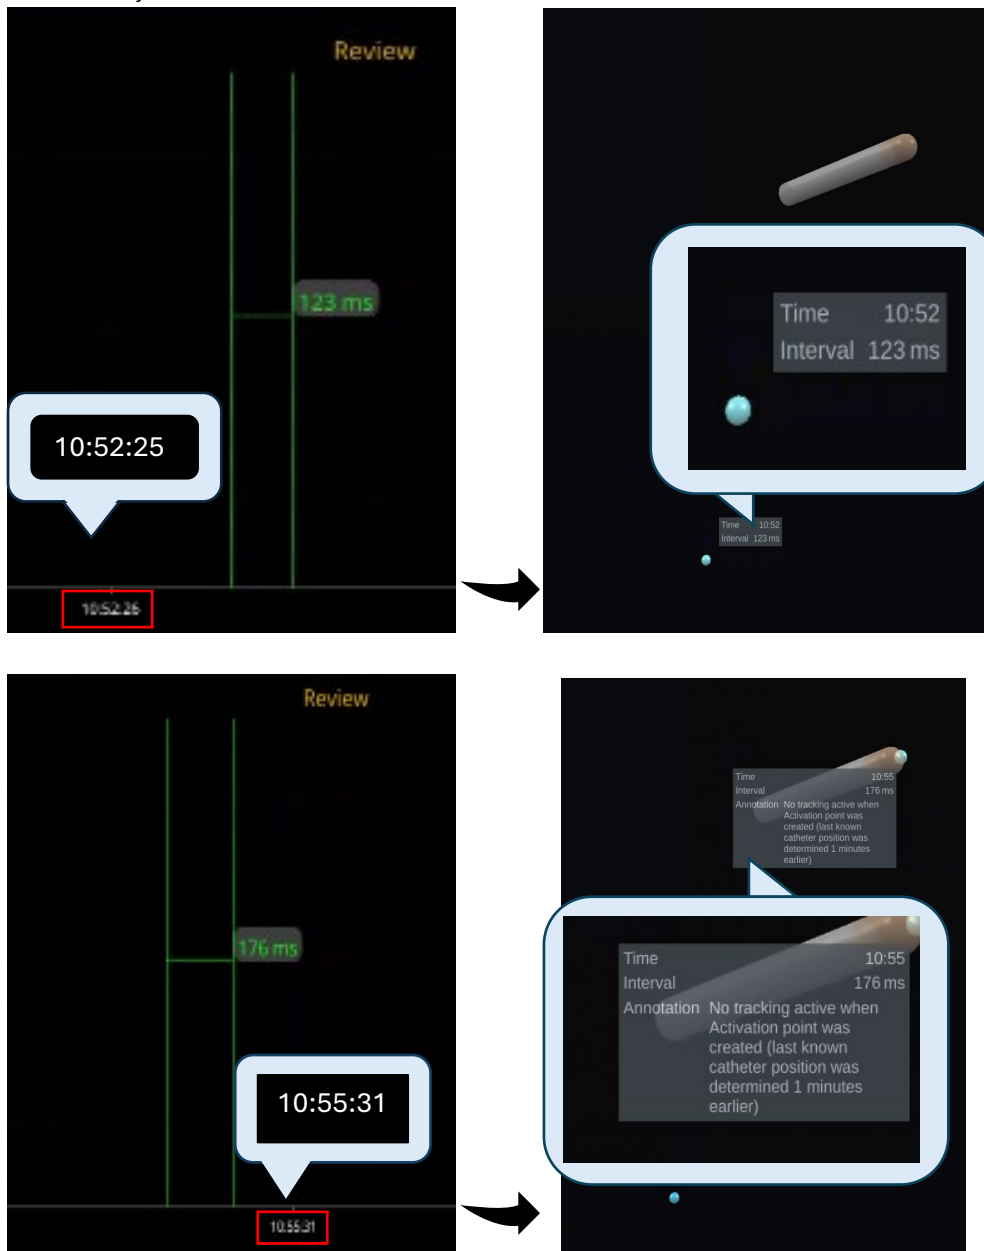 Review
123 ms
10:52:25
10:52:26
Time 10:52
Interval 123 ms
Time 10:52
Interval 123 ms
Review
176 ms
10:55:31
10:55:31
Time 10:55
Interval 176 ms
Annotation No tracking active when
Activation point was
created (last known
catheter position was
determined 1 minutes
earlier)
Time 10:55
Interval 176 ms
Annotation No tracking active when
Activation point was
created (last known
catheter position was
determined 1 minutes
earlier)